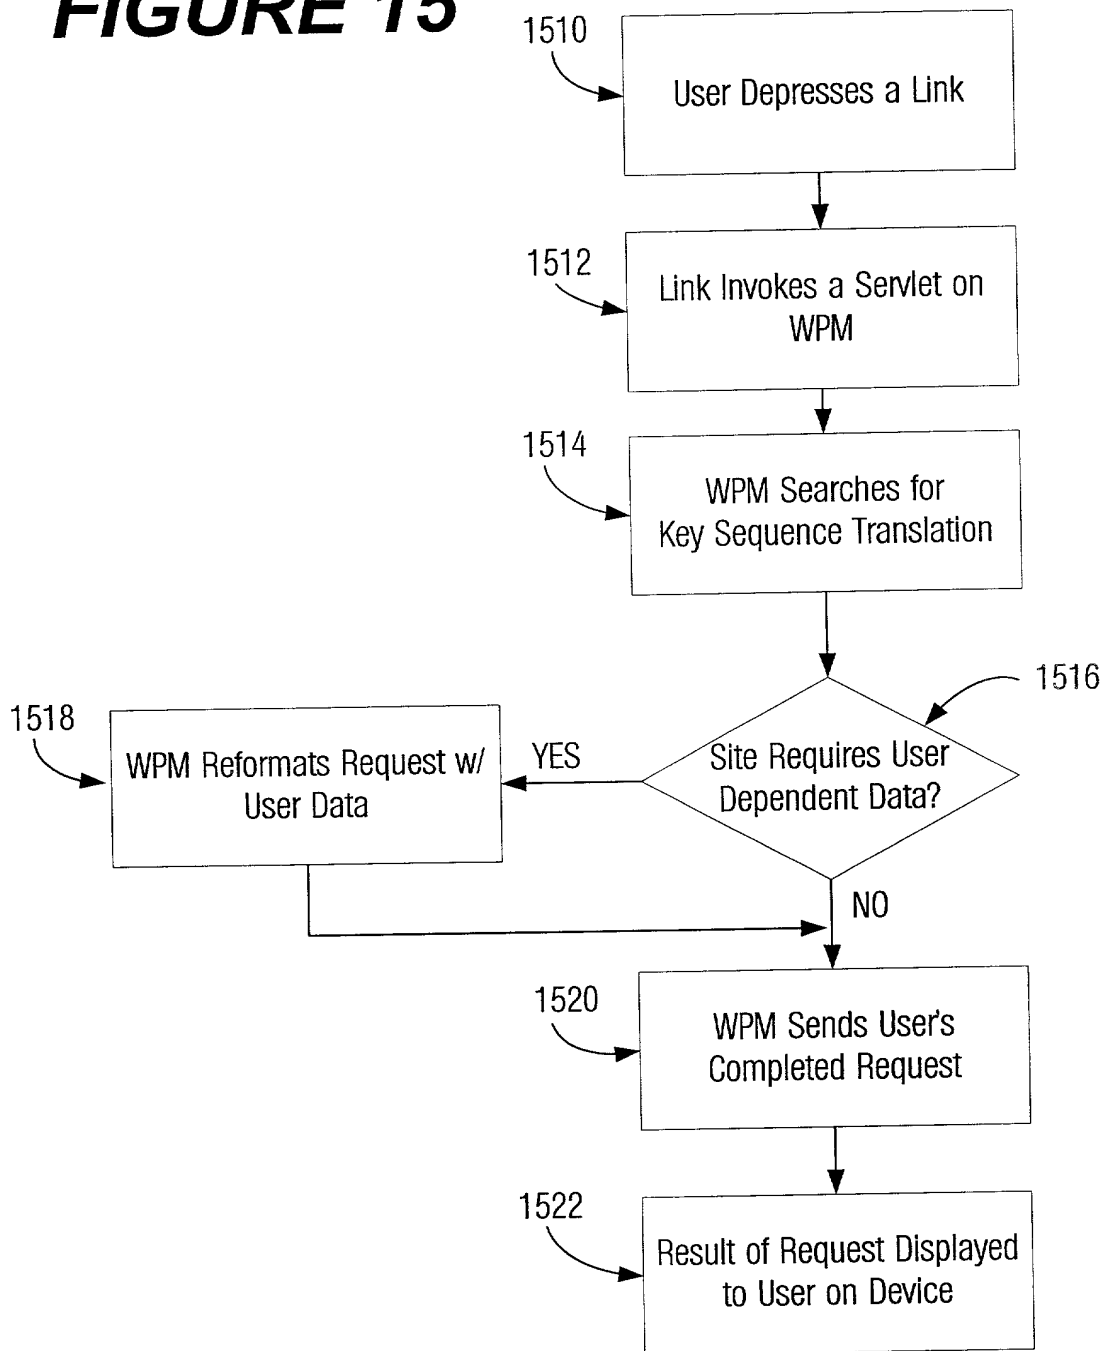 FIGURE 15
1510
User Depresses a Link
1512
Link Invokes a Servlet on
WPM
1514
WPM Searches for
Key Sequence Translation
1516
Site Requires User
Dependent Data?
YES
NO
1518
WPM Reformats Request w/
User Data
1520
WPM Sends User's
Completed Request
1522
Result of Request Displayed
to User on Device